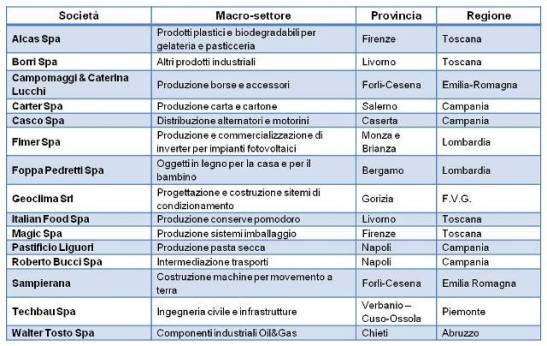 Società Macro-settore Provincia Regione
Alcas Spa Prodotti plastici e biodegradabili per gelateria e pasticceria Firenze Toscana
Borri Spa Altri prodotti industriali Livorno Toscana
Campomaggi & Caterina Lucchi Produzione borse e accessori Forli-Cesena Emilia-Romagna
Carter Spa Produzione carta e cartone Salerno Campania
Casco Spa Distribuzione alternatori e motorini Caserta Campania
Fimer Spa Produzione e commercializzazione di inverter per impianti fotovoltaici Monza e Brianza Lombardia
Foppa Pedretti Spa Oggetti in legno per la casa e per il bambino Bergamo Lombardia
Geoclima Srl Progettazione e costruzione sitemi di condizionamento Gorizia F.V.G.
Italian Food Spa Produzione conserve pomodoro Livorno Toscana
Magic Spa Produzione sistemi imballaggio Firenze Toscana
Pastificio Liguori Produzione pasta secca Napoli Campania
Roberto Bucci Spa Intermediazione trasporti Napoli Campania
Sampierana Costruzione machine per movemento a terra Forli-Cesena Emilia Romagna
Techbau Spa Ingegneria civile e infrastrutture Verbanio – Cuso-Ossola Piemonte
Walter Tosto Spa Componenti industriali Oil&Gas Chieti Abruzzo